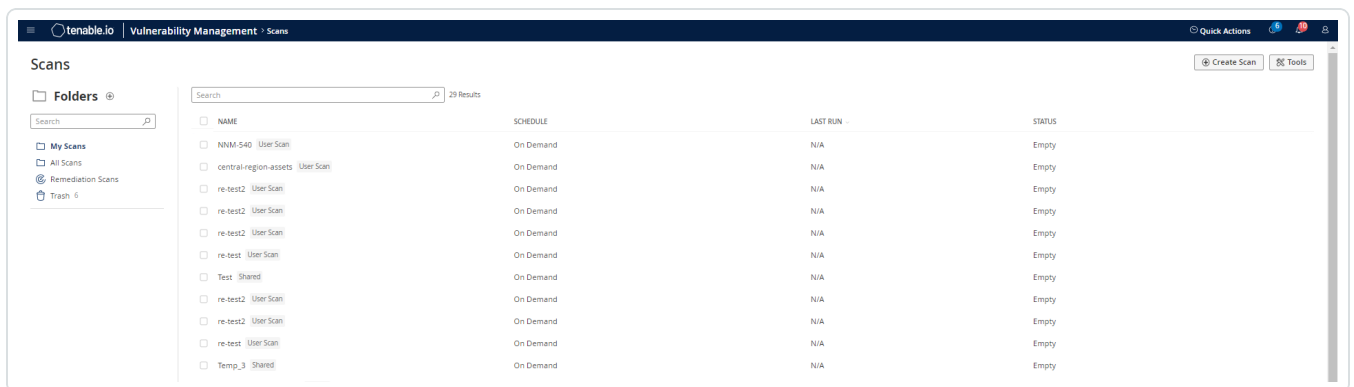 tenable.io | Vulnerability Management > Scans Quick Actions 6 10
Scans Create Scan Tools
Folders
Search
My Scans
All Scans
Remediation Scans
Trash 6
Search 29 Results
NAME SCHEDULE LAST RUN STATUS
NNM-540 User Scan On Demand N/A Empty
central-region-assets User Scan On Demand N/A Empty
re-test2 User Scan On Demand N/A Empty
re-test2 User Scan On Demand N/A Empty
re-test2 User Scan On Demand N/A Empty
re-test User Scan On Demand N/A Empty
Test Shared On Demand N/A Empty
re-test2 User Scan On Demand N/A Empty
re-test2 User Scan On Demand N/A Empty
re-test User Scan On Demand N/A Empty
Temp_3 Shared On Demand N/A Empty